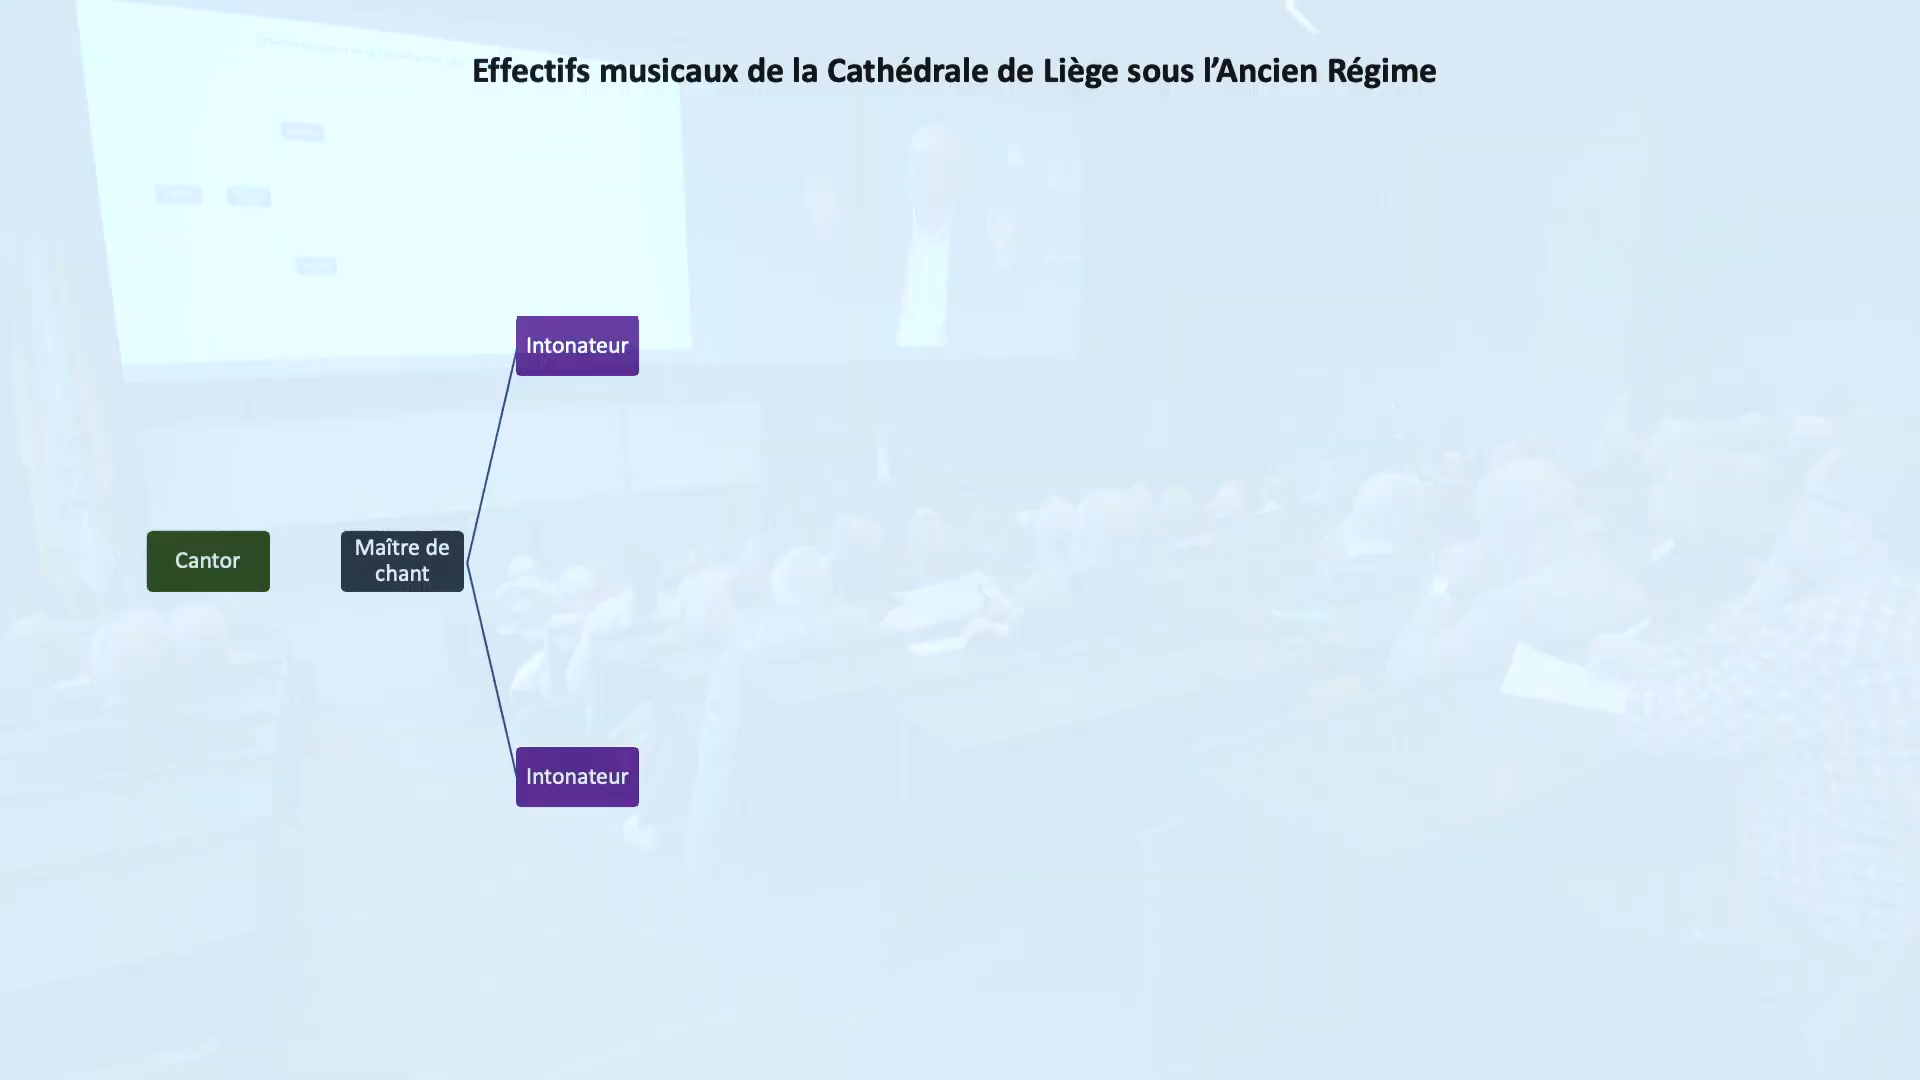 Effectifs musicaux de la Cathédrale de Liège sous l’Ancien Régime
Intonateur
Cantor
Maître de
chant
Intonateur